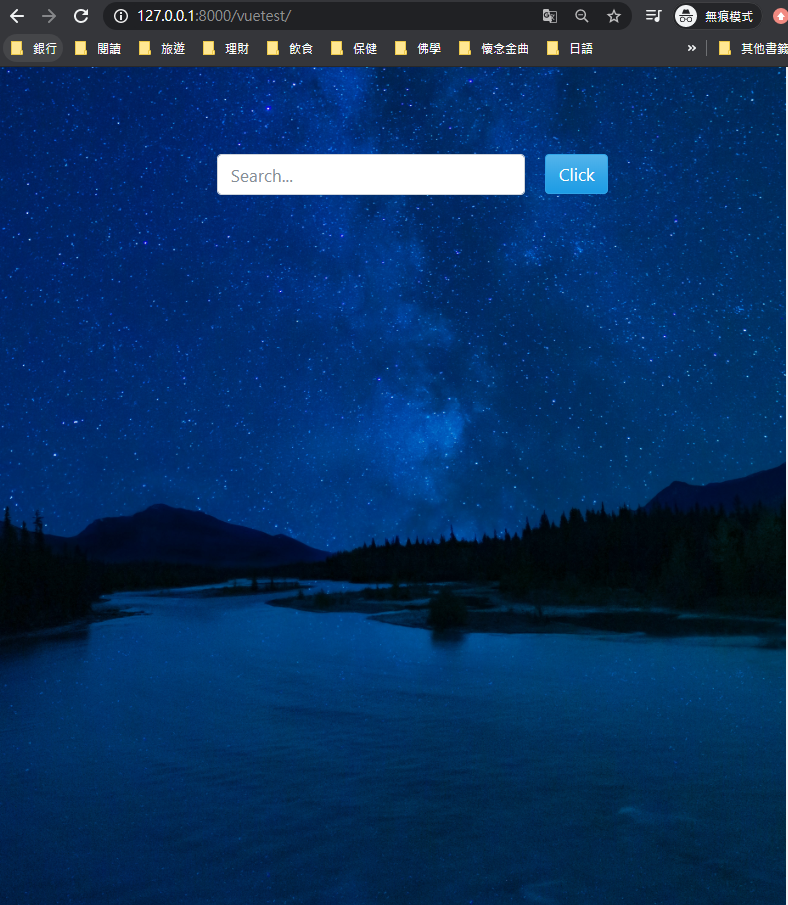 127.0.0.1:8000/vuetest/
無痕模式
銀行 閱讀 旅遊 理財 飲食 保健 佛學 懷念金曲 日語 » 其他書籤
Search...
Click